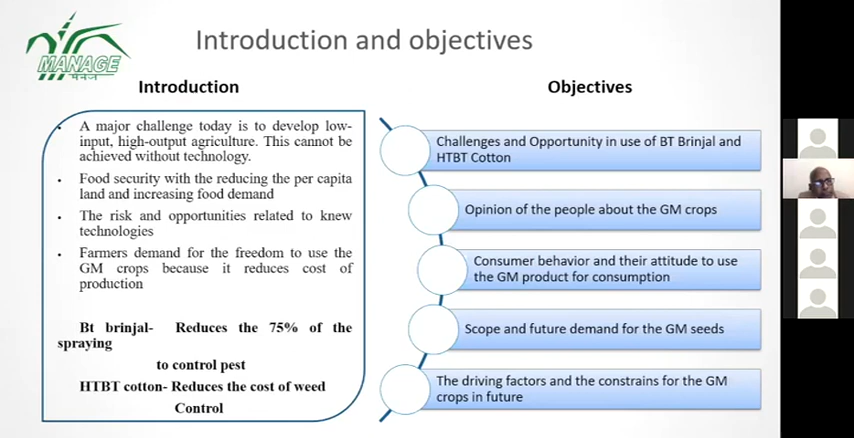 Introduction and objectives
MANAGE
मैनेज
Introduction
• A major challenge today is to develop low-
input, high-output agriculture. This cannot be
achieved without technology.
• Food security with the reducing the per capita
land and increasing food demand
• The risk and opportunities related to knew
technologies
• Farmers demand for the freedom to use the
GM crops because it reduces cost of
production
Bt brinjal- Reduces the 75% of the
spraying
to control pest
HTBT cotton- Reduces the cost of weed
Control
Objectives
Challenges and Opportunity in use of BT Brinjal and
HTBT Cotton
Opinion of the people about the GM crops
Consumer behavior and their attitude to use
the GM product for consumption
Scope and future demand for the GM seeds
The driving factors and the constrains for the GM
crops in future